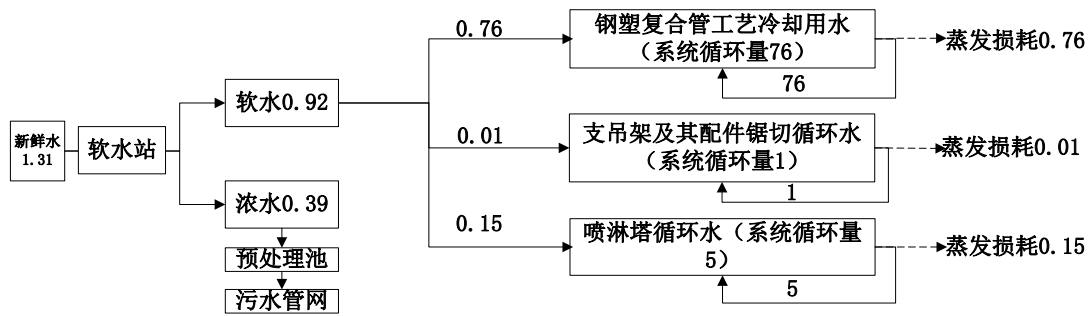 新鲜水
1.31
软水站
软水0.92
浓水0.39
预处理池
污水管网
0.76
钢塑复合管工艺冷却用水
（系统循环量76）
76
蒸发损耗0.76
0.01
支吊架及其配件锯切循环水
（系统循环量1）
1
蒸发损耗0.01
0.15
喷淋塔循环水（系统循环量
5）
5
蒸发损耗0.15